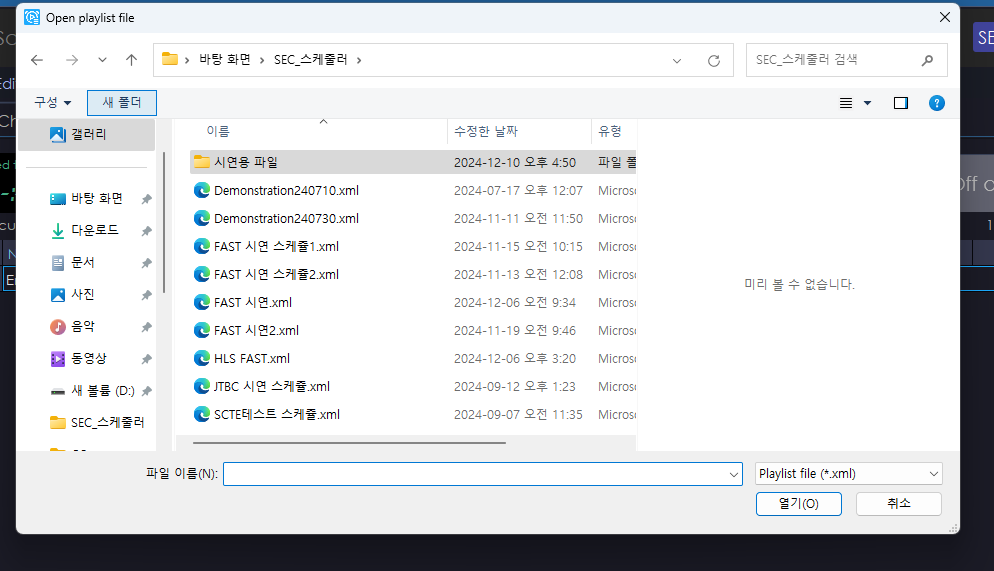 Open playlist file
바탕 화면
SEC_스케줄러
SEC_스케줄러 검색
구성
새 폴더
이름
수정한 날짜
유형
갤러리
바탕 화면
다운로드
문서
사진
음악
동영상
새 볼륨 (D:)
SEC_스케줄러
시연용 파일 2024-12-10 오후 4:50 파일 폴
Demonstration240710.xml 2024-07-17 오후 12:07 Micros
Demonstration240730.xml 2024-11-11 오전 11:50 Micros
FAST 시연 스케쥴1.xml 2024-11-15 오전 10:15 Micros
FAST 시연 스케쥴2.xml 2024-11-13 오후 12:08 Micros
FAST 시연.xml 2024-12-06 오전 9:34 Micros
FAST 시연2.xml 2024-11-19 오전 9:46 Micros
HLS FAST.xml 2024-12-06 오후 3:20 Micros
JTBC 시연 스케쥴.xml 2024-09-12 오후 1:23 Micros
SCTE테스트 스케쥴.xml 2024-09-07 오전 11:35 Micros
미리 볼 수 없습니다.
파일 이름(N):
Playlist file (*.xml)
열기(O)
취소